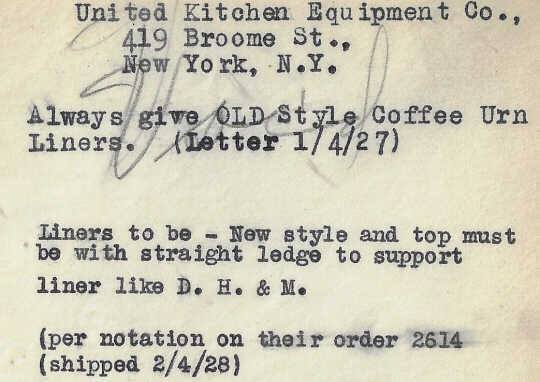 United Kitchen Equipment Co.,
419 Broome St.,
New York, N.Y.
Always give OLD Style Coffee Urn
Liners. (Letter 1/4/27)
Liners to be - New style and top must
be with straight ledge to support
liner like D. H. & M.
(per notation on their order 2614
(shipped 2/4/28)